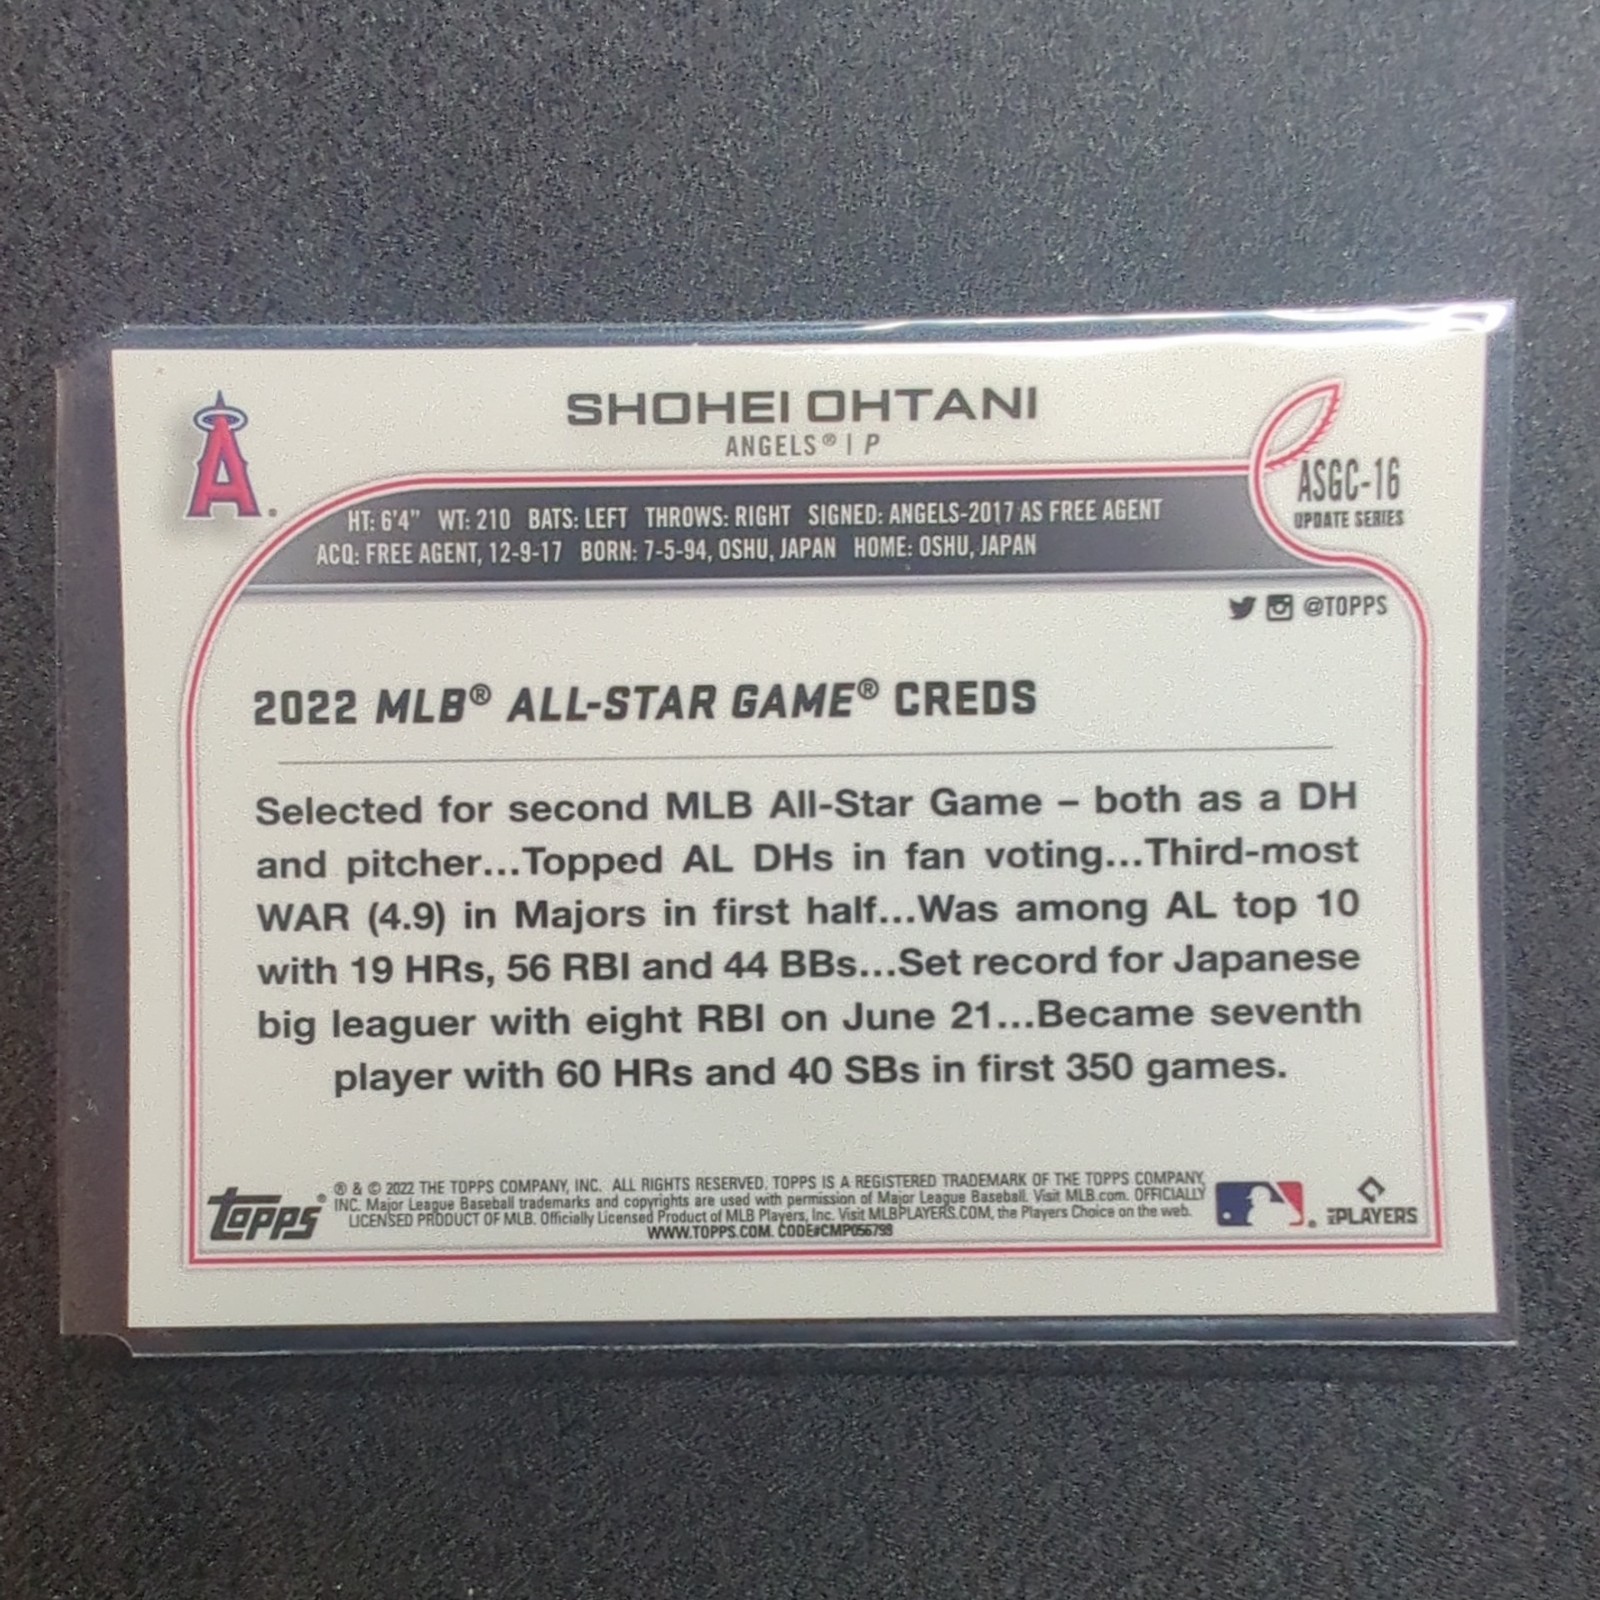 SHOHEI OHTANI
ANGELS® | P
A.
ASGC-16
UPDATE SERIES
HT: 6'4" WT: 210 BATS: LEFT THROWS: RIGHT SIGNED: ANGELS-2017 AS FREE AGENT
ACQ: FREE AGENT, 12-9-17 BORN: 7-5-94, OSHU, JAPAN HOME: OSHU, JAPAN
@TOPPS
2022 MLB® ALL-STAR GAME® CREDS
Selected for second MLB All-Star Game – both as a DH
and pitcher...Topped AL DHs in fan voting...Third-most
WAR (4.9) in Majors in first half...Was among AL top 10
with 19 HRs, 56 RBI and 44 BBs...Set record for Japanese
big leaguer with eight RBI on June 21...Became seventh
player with 60 HRs and 40 SBs in first 350 games.
topps®
® & © 2022 THE TOPPS COMPANY, INC. ALL RIGHTS RESERVED. TOPPS IS A REGISTERED TRADEMARK OF THE TOPPS COMPANY,
INC. Major League Baseball trademarks and copyrights are used with permission of Major League Baseball. Visit MLB.com. OFFICIALLY
LICENSED PRODUCT OF MLB. Officially Licensed Product of MLB Players, Inc. Visit MLBPLAYERS.COM, the Players Choice on the web.
WWW.TOPPS.COM. CODE#CMP056798
PLAYERS